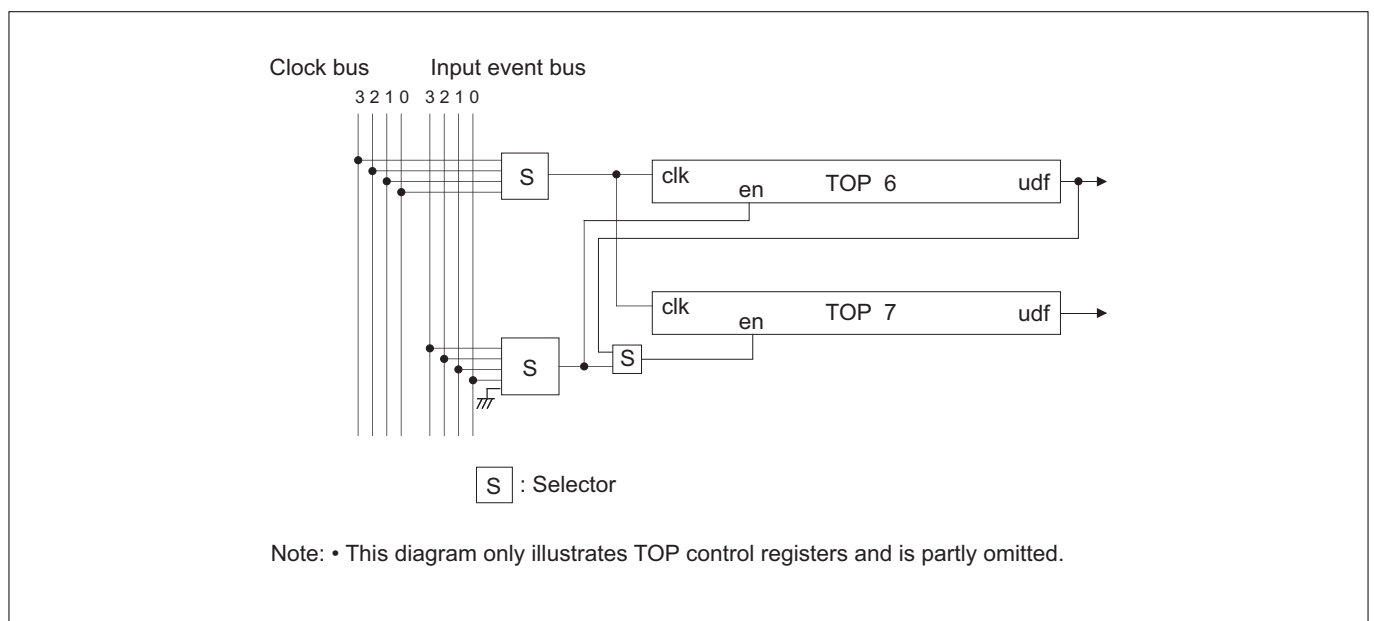 Clock bus Input event bus
3 2 1 0 3 2 1 0
S clk en TOP 6 udf
clk en TOP 7 udf
S
S
S : Selector
Note: • This diagram only illustrates TOP control registers and is partly omitted.